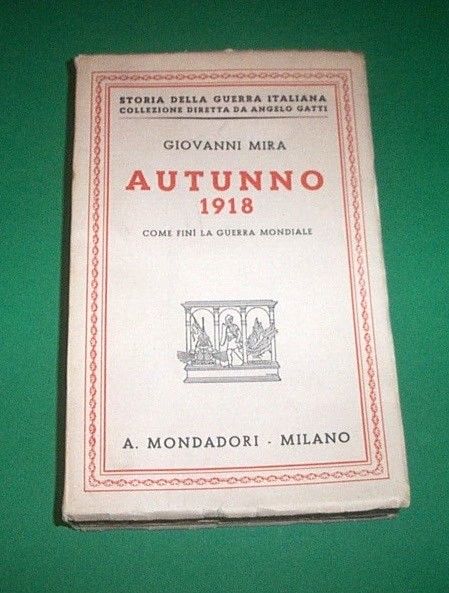 STORIA DELLA GUERRA ITALIANA
COLLEZIONE DIRETTA DA ANGELO GATTI
GIOVANNI MIRA
AUTUNNO
1918
COME FINÌ LA GUERRA MONDIALE
A. MONDADORI - MILANO